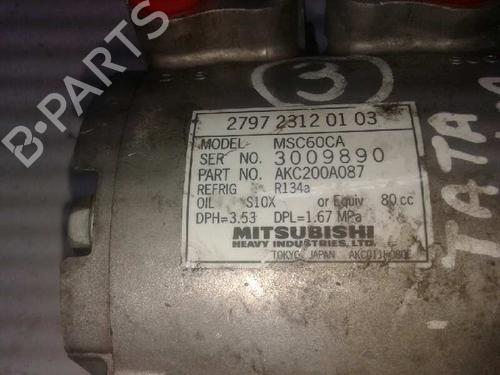 B-PARTS
3
2797 2312 01 03
MODEL MSC60CA
SER NO. 3009890
PART NO. AKC200A087
REFRIG R134a
OIL S10X or Equiv 80 cc
DPH=3.53 DPL=1.67 MPa
MITSUBISHI
HEAVY INDUSTRIES, LTD.
TOKYO JAPAN
TATA